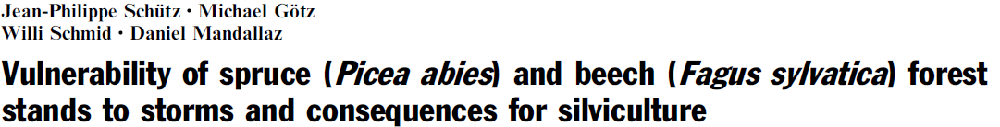 Jean-Philippe Schütz · Michael Götz
Willi Schmid · Daniel Mandallaz
Vulnerability of spruce (Picea abies) and beech (Fagus sylvatica) forest
stands to storms and consequences for silviculture